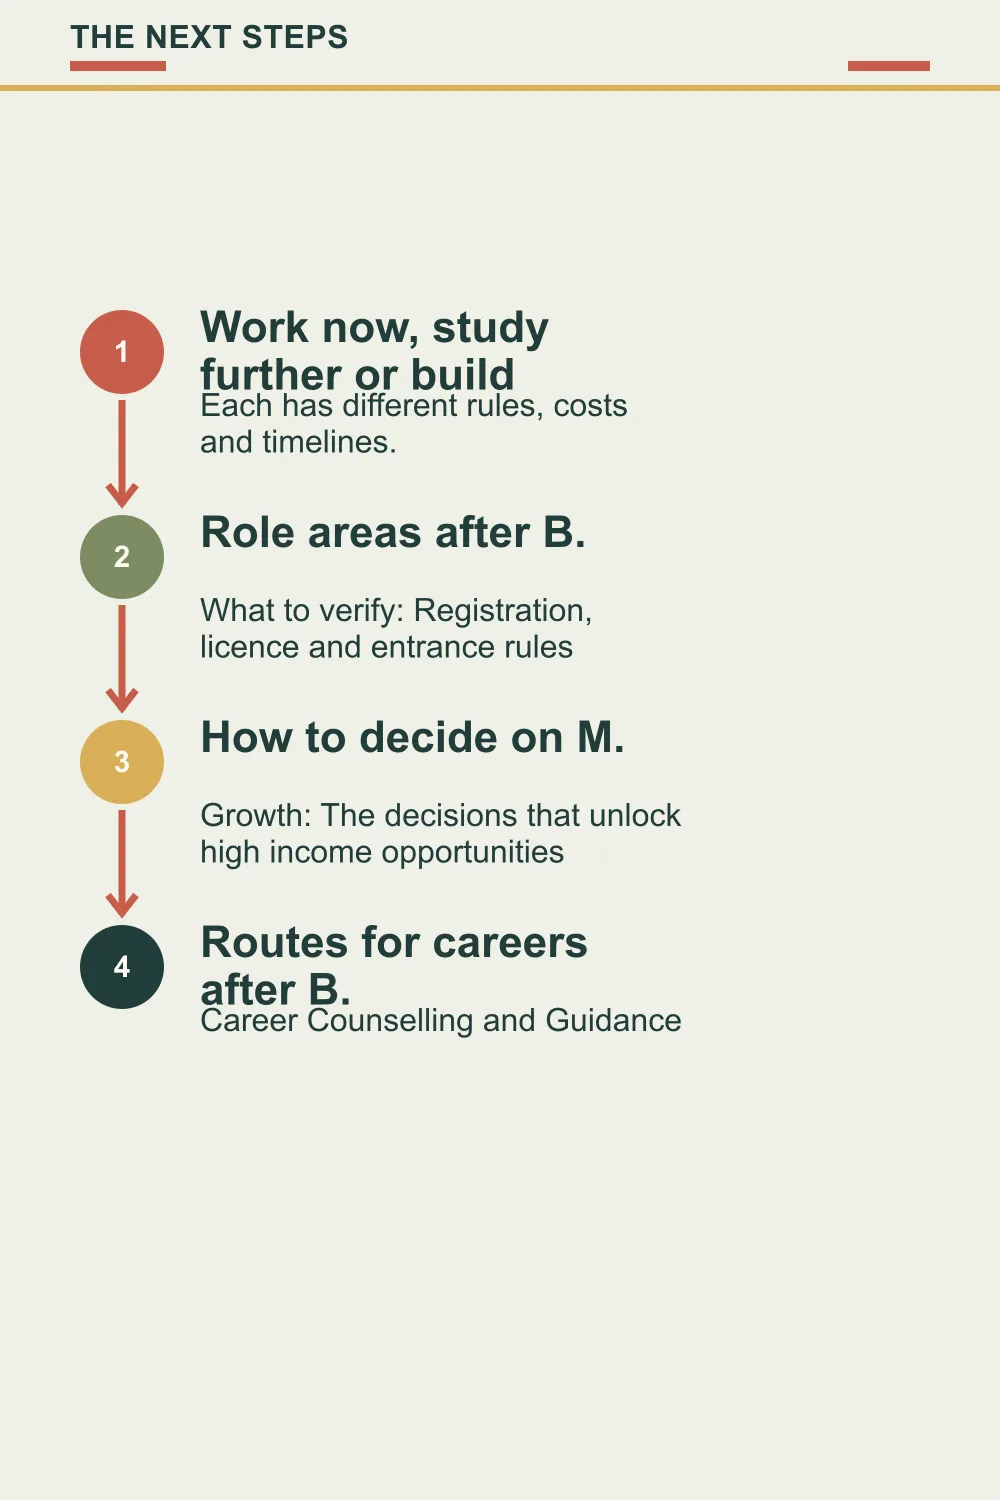 THE NEXT STEPS
1
Work now, study
further or build
Each has different rules, costs
and timelines.
2
Role areas after B.
What to verify: Registration,
licence and entrance rules
3
How to decide on M.
Growth: The decisions that unlock
high income opportunities
4
Routes for careers
after B.
Career Counselling and Guidance